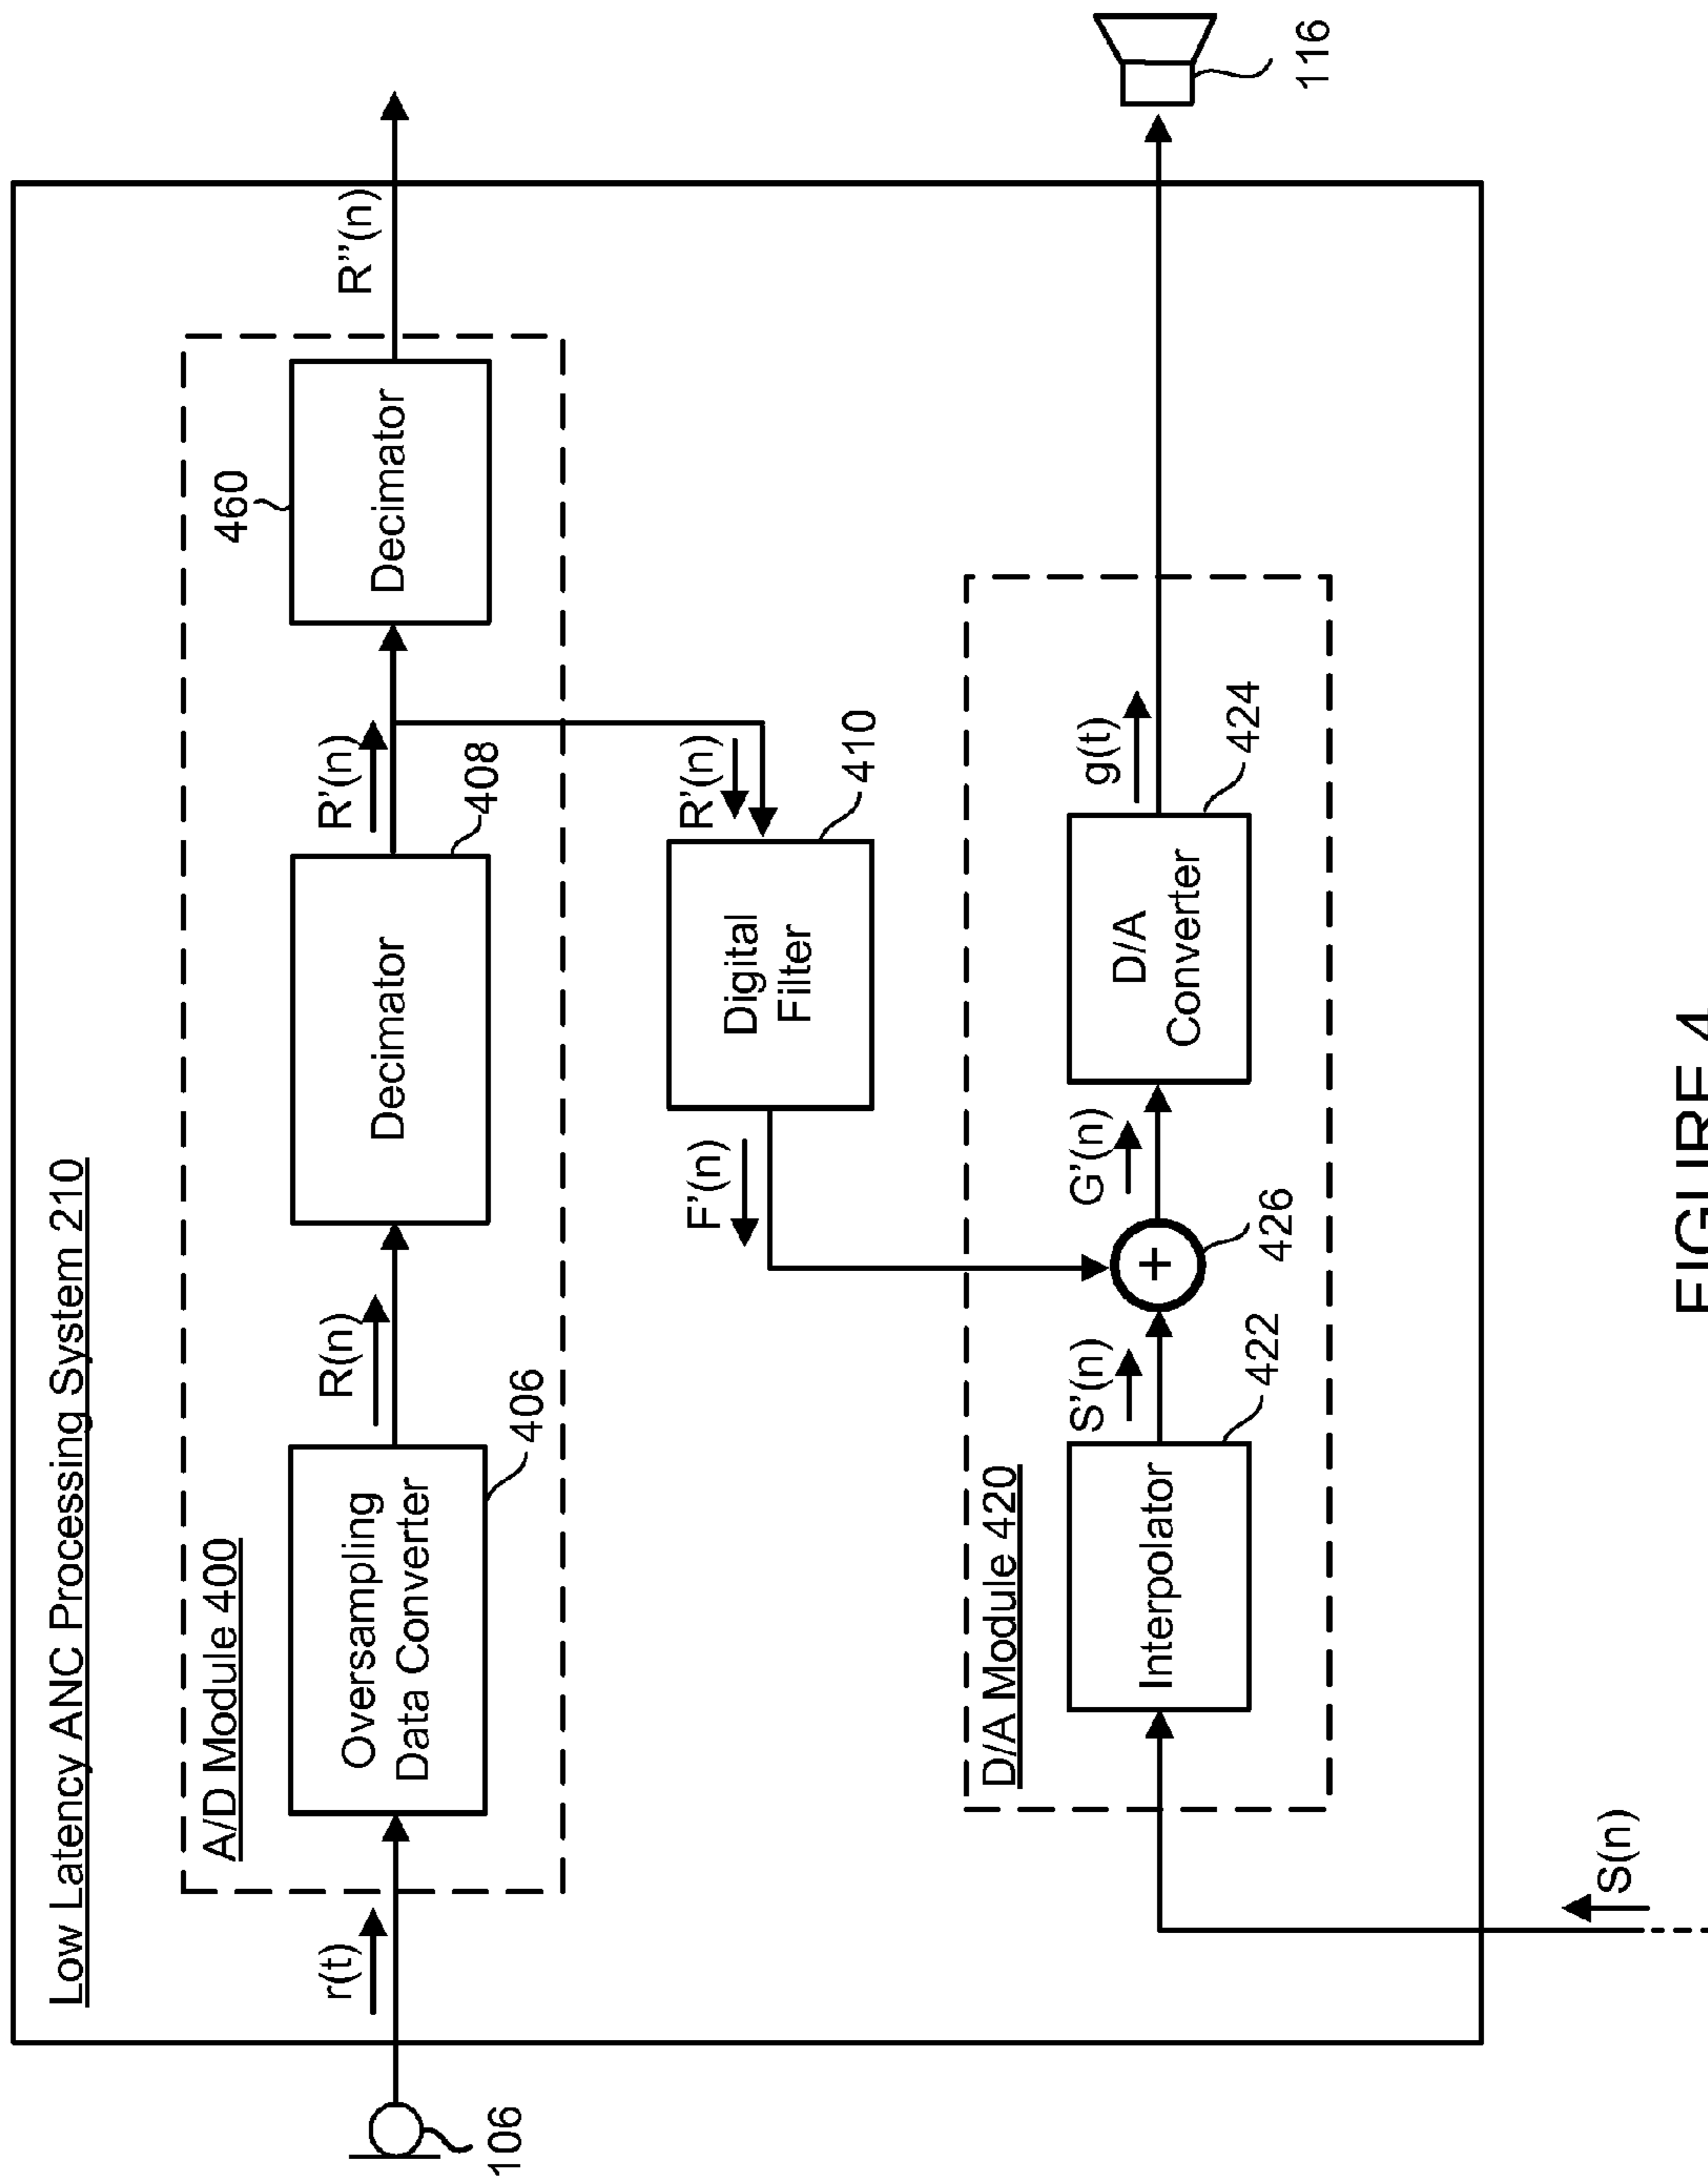 Low Latency ANC Processing System 210
A/D Module 400
106
r(t)
Oversampling
Data Converter
406
R(n)
Decimator
408
R'(n)
460
Decimator
R''(n)
R'(n)
Digital
Filter
410
F'(n)
D/A Module 420
S(n)
Interpolator
422
S'(n)
+
426
G'(n)
D/A
Converter
424
g(t)
116
FIGURE 4